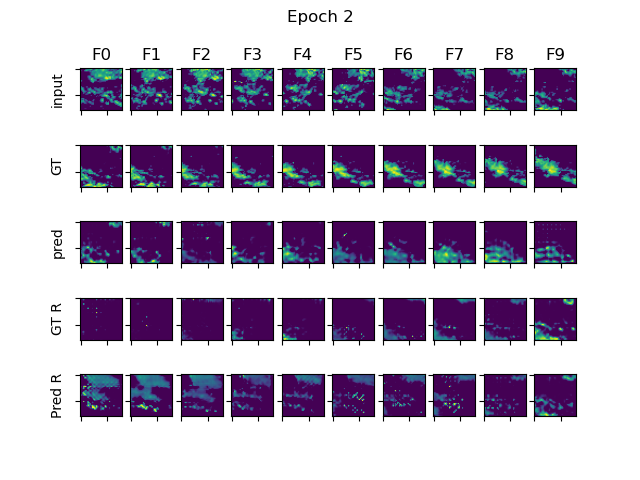 Epoch 2
F0 F1 F2 F3 F4 F5 F6 F7 F8 F9
input
GT
pred
GT R
Pred R